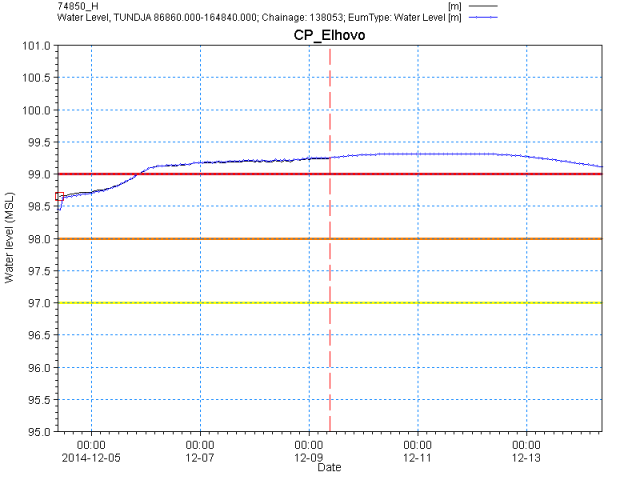 74850_H [m]
Water Level, TUNDJA 86860.000-164840.000; Chainage: 138053; EumType: Water Level [m]
CP_Elhovo
101.0
100.5
100.0
99.5
99.0
98.5
98.0
97.5
97.0
96.5
96.0
95.5
95.0
Water level (MSL)
00:00 00:00 00:00 00:00 00:00
2014-12-05 12-07 12-09 12-11 12-13
Date